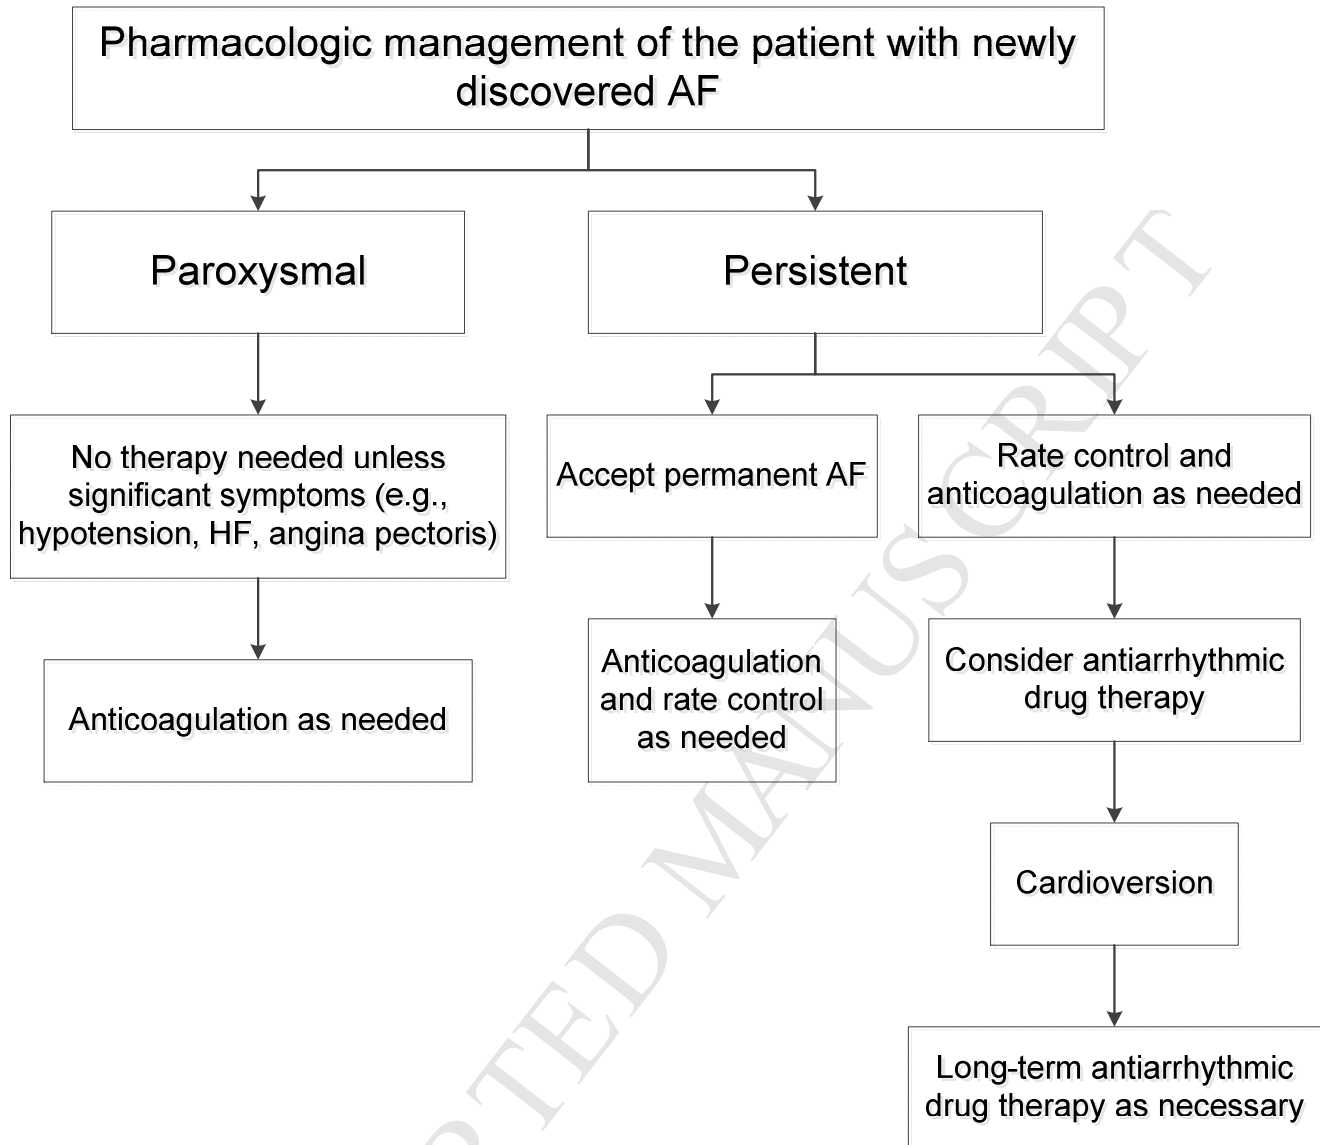 Pharmacologic management of the patient with newly
discovered AF
Paroxysmal
Persistent
No therapy needed unless
significant symptoms (e.g.,
hypotension, HF, angina pectoris)
Accept permanent AF
Rate control and
anticoagulation as needed
Anticoagulation as needed
Anticoagulation
and rate control
as needed
Consider antiarrhythmic
drug therapy
Cardioversion
Long-term antiarrhythmic
drug therapy as necessary
PTED MANUSCRIPT